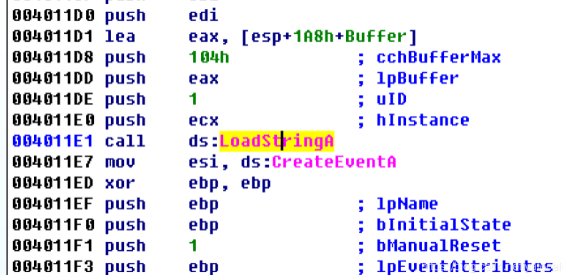 004011D0 push edi
004011D1 lea eax, [esp+1A8h+Buffer]
004011D8 push 104h ; cchBufferMax
004011DD push eax ; lpBuffer
004011DE push 1 ; uID
004011E0 push ecx ; hInstance
004011E1 call ds:LoadStringA
004011E7 mov esi, ds:CreateEventA
004011ED xor ebp, ebp
004011EF push ebp ; lpName
004011F0 push ebp ; bInitialState
004011F1 push 1 ; bManualReset
004011F3 push ebp ; lpEventAttributes